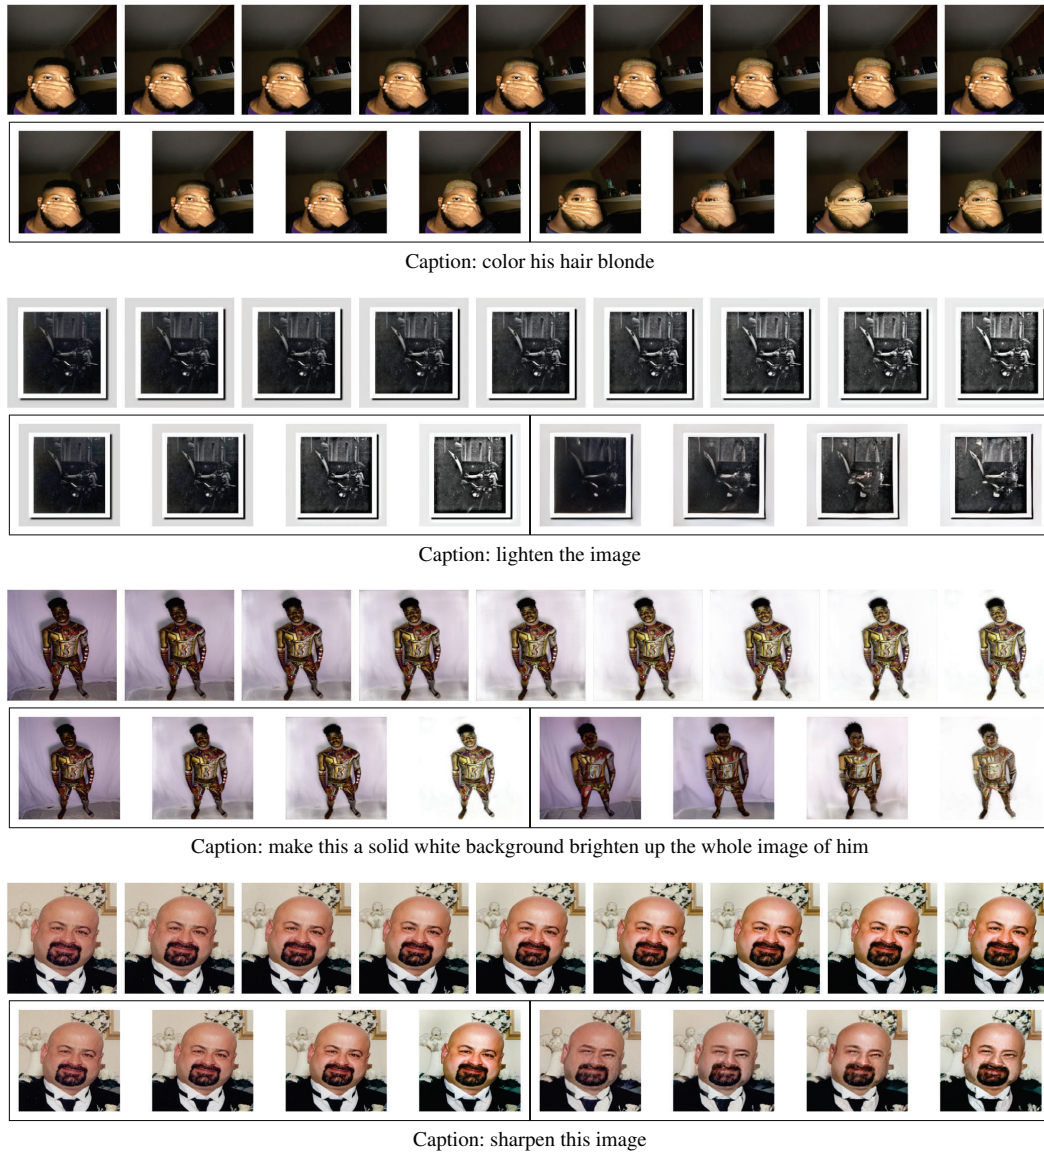 Caption: color his hair blonde
Caption: lighten the image
Caption: make this a solid white background brighten up the whole image of him
Caption: sharpen this image